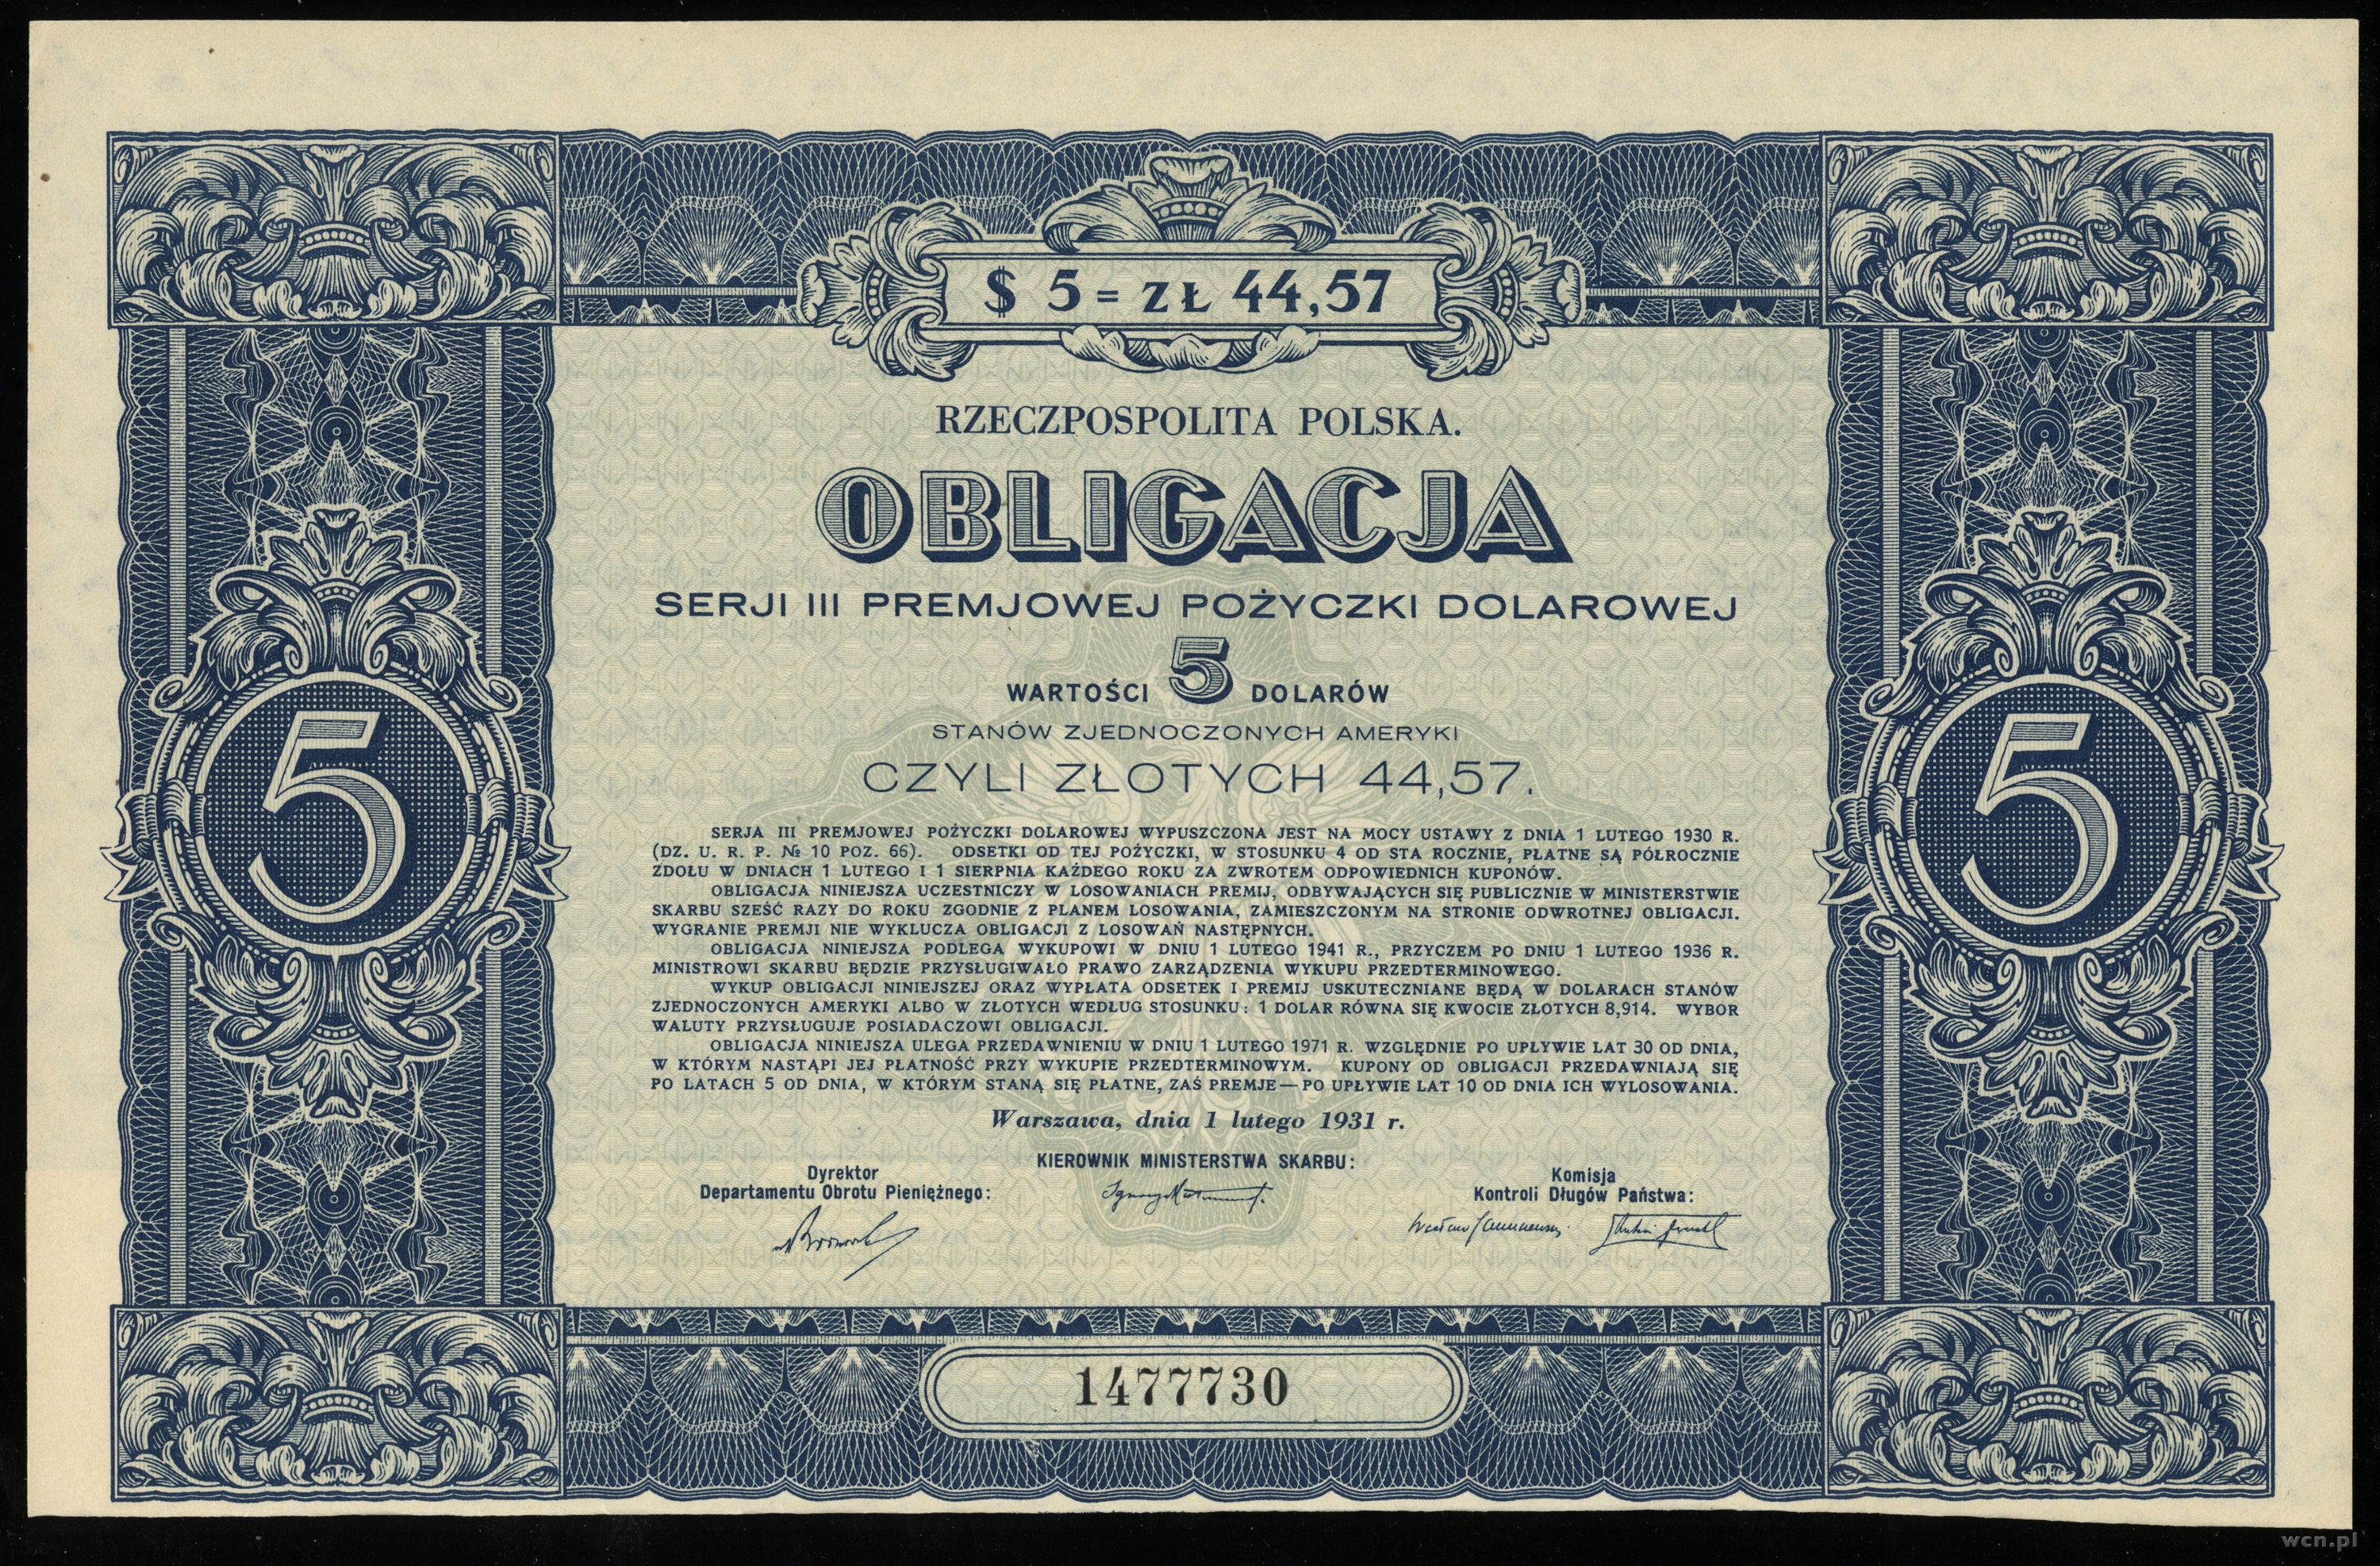 $ 5 = ZŁ 44,57
RZECZPOSPOLITA POLSKA.
OBLIGACJA
SERJI III PREMJOWEJ POŻYCZKI DOLAROWEJ
WARTOŚCI 5 DOLARÓW
STANÓW ZJEDNOCZONYCH AMERYKI
CZYLI ZŁOTYCH 44,57.
5
5
SERJA III PREMJOWEJ POŻYCZKI DOLAROWEJ WYPUSZCZONA JEST NA MOCY USTAWY Z DNIA 1 LUTEGO 1930 R.
(DZ. U. R. P. № 10 POZ. 66). ODSETKI OD TEJ POŻYCZKI, W STOSUNKU 4 OD STA ROCZNIE, PŁATNE SĄ PÓŁROCZNIE
ZDOŁU W DNIACH 1 LUTEGO I 1 SIERPNIA KAŻDEGO ROKU ZA ZWROTEM ODPOWIEDNICH KUPONÓW.
OBLIGACJA NINIEJSZA UCZESTNICZY W LOSOWANIACH PREMIJ, ODBYWAJĄCYCH SIĘ PUBLICZNIE W MINISTERSTWIE
SKARBU SZEŚĆ RAZY DO ROKU ZGODNIE Z PLANEM LOSOWANIA, ZAMIESZCZONYM NA STRONIE ODWROTNEJ OBLIGACJI.
WYGRANIE PREMJI NIE WYKLUCZA OBLIGACJI Z LOSOWAŃ NASTĘPNYCH.
OBLIGACJA NINIEJSZA PODLEGA WYKUPOWI W DNIU 1 LUTEGO 1941 R., PRZYCZEM PO DNIU 1 LUTEGO 1936 R.
MINISTROWI SKARBU BĘDZIE PRZYSŁUGIWAŁO PRAWO ZARZĄDZENIA WYKUPU PRZEDTERMINOWEGO.
WYKUP OBLIGACJI NINIEJSZEJ ORAZ WYPŁATA ODSETEK I PREMIJ USKUTECZNIANE BĘDĄ W DOLARACH STANÓW
ZJEDNOCZONYCH AMERYKI ALBO W ZŁOTYCH WEDŁUG STOSUNKU: 1 DOLAR RÓWNA SIĘ KWOCIE ZŁOTYCH 8,914. WYBOR
WALUTY PRZYSŁUGUJE POSIADACZOWI OBLIGACJI.
OBLIGACJA NINIEJSZA ULEGA PRZEDAWNIENIU W DNIU 1 LUTEGO 1971 R. WZGLĘDNIE PO UPŁYWIE LAT 30 OD DNIA,
W KTÓRYM NASTĄPI JEJ PŁATNOŚĆ PRZY WYKUPIE PRZEDTERMINOWYM. KUPONY OD OBLIGACJI PRZEDAWNIAJĄ SIĘ
PO LATACH 5 OD DNIA, W KTÓRYM STANĄ SIĘ PŁATNE, ZAŚ PREMJE—PO UPŁYWIE LAT 10 OD DNIA ICH WYLOSOWANIA.
Warszawa, dnia 1 lutego 1931 r.
Dyrektor
Departamentu Obrotu Pieniężnego:
KIEROWNIK MINISTERSTWA SKARBU:
Komisja
Kontroli Długów Państwa:
1477730
wcn.pl